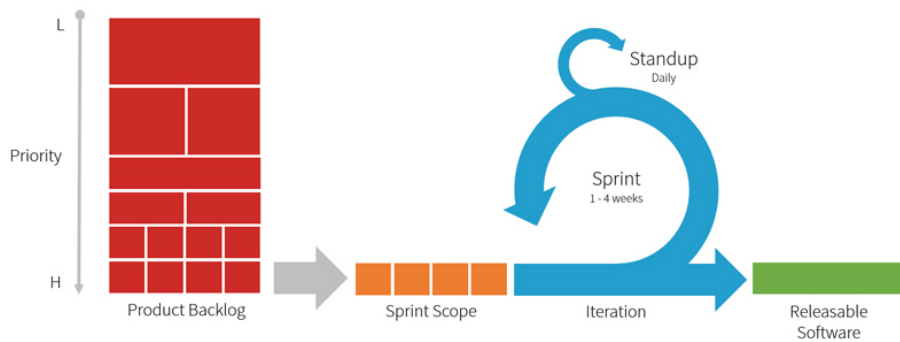 L
Priority
H
Product Backlog
Sprint Scope
Standup
Daily
Sprint
1 - 4 weeks
Iteration
Releasable
Software